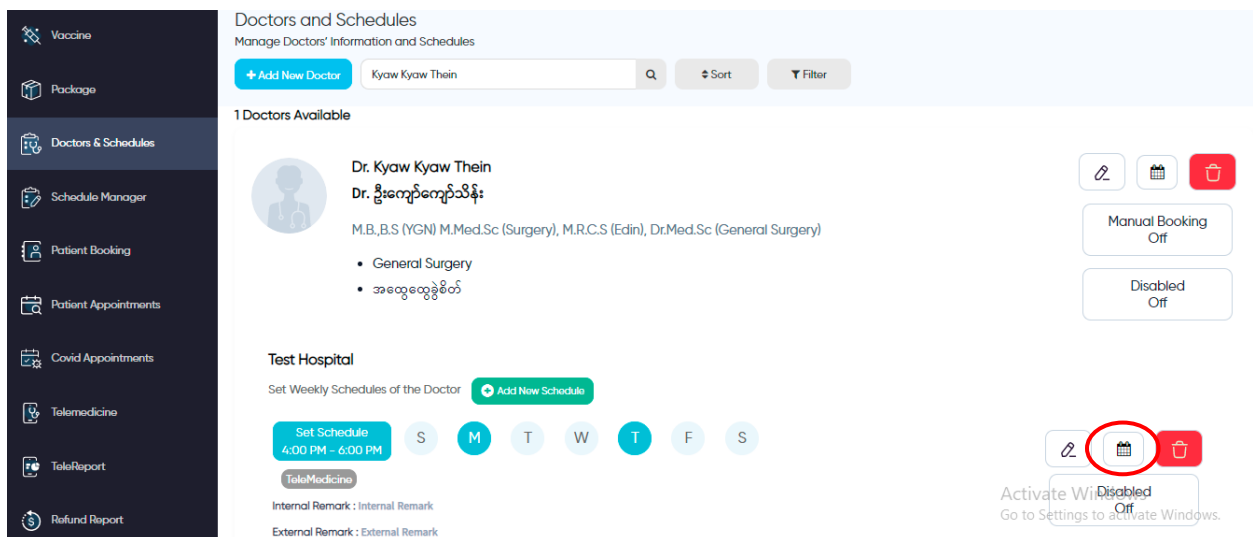 Vaccine
Package
Doctors & Schedules
Schedule Manager
Patient Booking
Patient Appointments
Covid Appointments
Telemedicine
TeleReport
Refund Report
Doctors and Schedules
Manage Doctors' Information and Schedules
+ Add New Doctor
Kyaw Kyaw Thein
Sort
Filter
1 Doctors Available
Dr. Kyaw Kyaw Thein
Dr. ဦးကျော်ကျော်သိန်း
M.B.,B.S (YGN) M.Med.Sc (Surgery), M.R.C.S (Edin), Dr.Med.Sc (General Surgery)
• General Surgery
• အထွေထွေခွဲစိတ်
Manual Booking
Off
Disabled
Off
Test Hospital
Set Weekly Schedules of the Doctor
Add New Schedule
Set Schedule
4:00 PM - 6:00 PM
S M T W T F S
TeleMedicine
Internal Remark : Internal Remark
External Remark : External Remark
Disabled
Off
Activate Windows
Go to Settings to activate Windows.